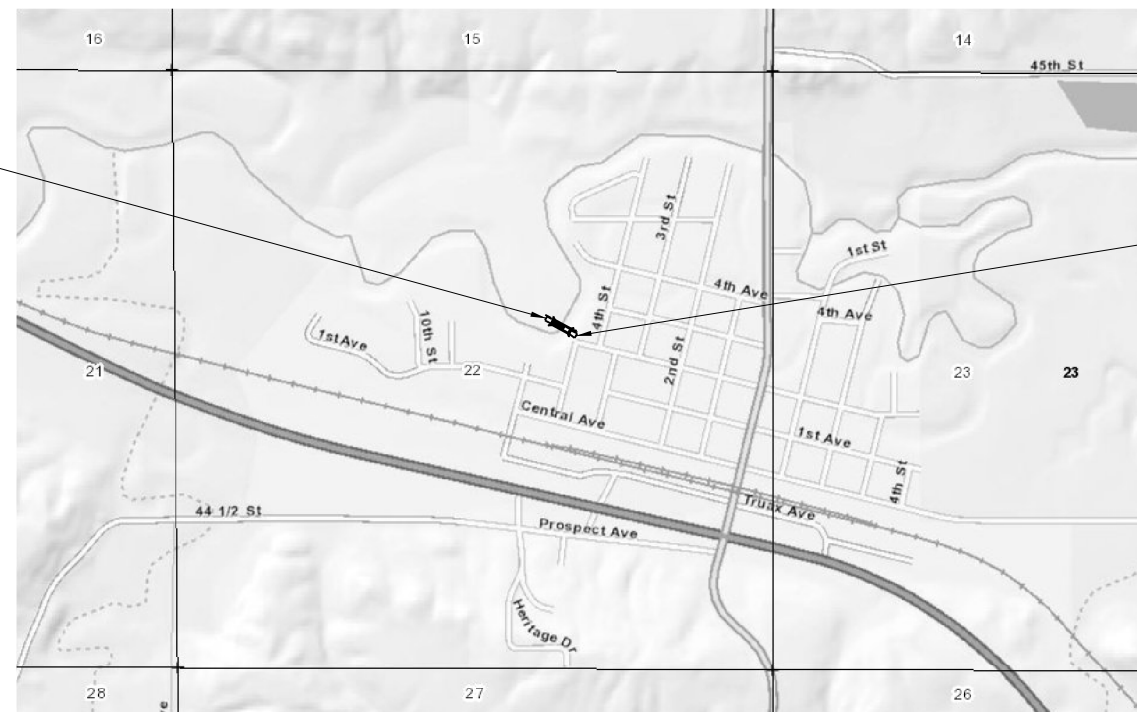 16
15
14
45th St
3rd St
1st St
4th Ave
4th St
4th Ave
10th St
1st Ave
2nd St
21
22
23
23
Central Ave
1st Ave
4th St
44 1/2 St
Truax Ave
Prospect Ave
Heritage Dr
28
27
26